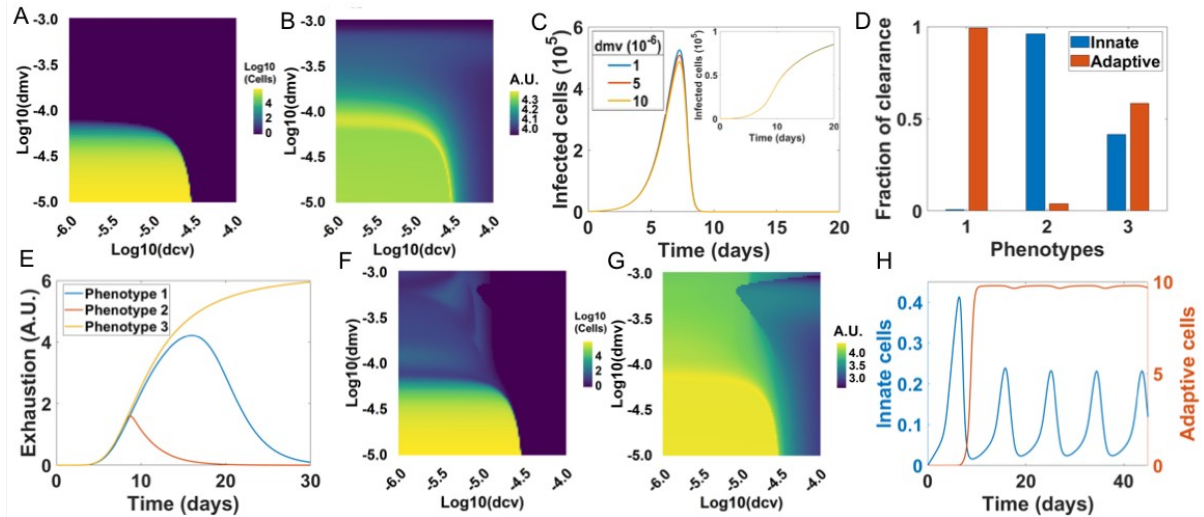 A
Log10(dmv)
-3.0
-3.5
-4.0
-4.5
-5.0
-6.0
-5.5
-5.0
-4.5
-4.0
Log10(dcv)
Log10
(Cells)
4
2
0
B
Log10(dmv)
-3.0
-3.5
-4.0
-4.5
-5.0
-6.0
-5.5
-5.0
-4.5
-4.0
Log10(dcv)
A.U.
4.3
4.2
4.1
4.0
C
Infected cells (10^5)
6
4
2
0
0
5
10
15
20
Time (days)
dmv (10^-6)
1
5
10
Infected cells (10^5)
1
0.5
0
0
10
20
Time (days)
D
Fraction of clearance
1
0.5
0
1
2
3
Phenotypes
Innate
Adaptive
E
Exhaustion (A.U.)
6
4
2
0
0
10
20
30
Time (days)
Phenotype 1
Phenotype 2
Phenotype 3
F
Log10(dmv)
-3.0
-3.5
-4.0
-4.5
-5.0
-6.0
-5.5
-5.0
-4.5
-4.0
Log10(dcv)
Log10
(Cells)
4
2
0
G
Log10(dmv)
-3.0
-3.5
-4.0
-4.5
-5.0
-6.0
-5.5
-5.0
-4.5
-4.0
Log10(dcv)
A.U.
4.0
3.5
3.0
H
Innate cells
0.4
0.3
0.2
0.1
0
0
20
40
Time (days)
10
5
0
Adaptive cells